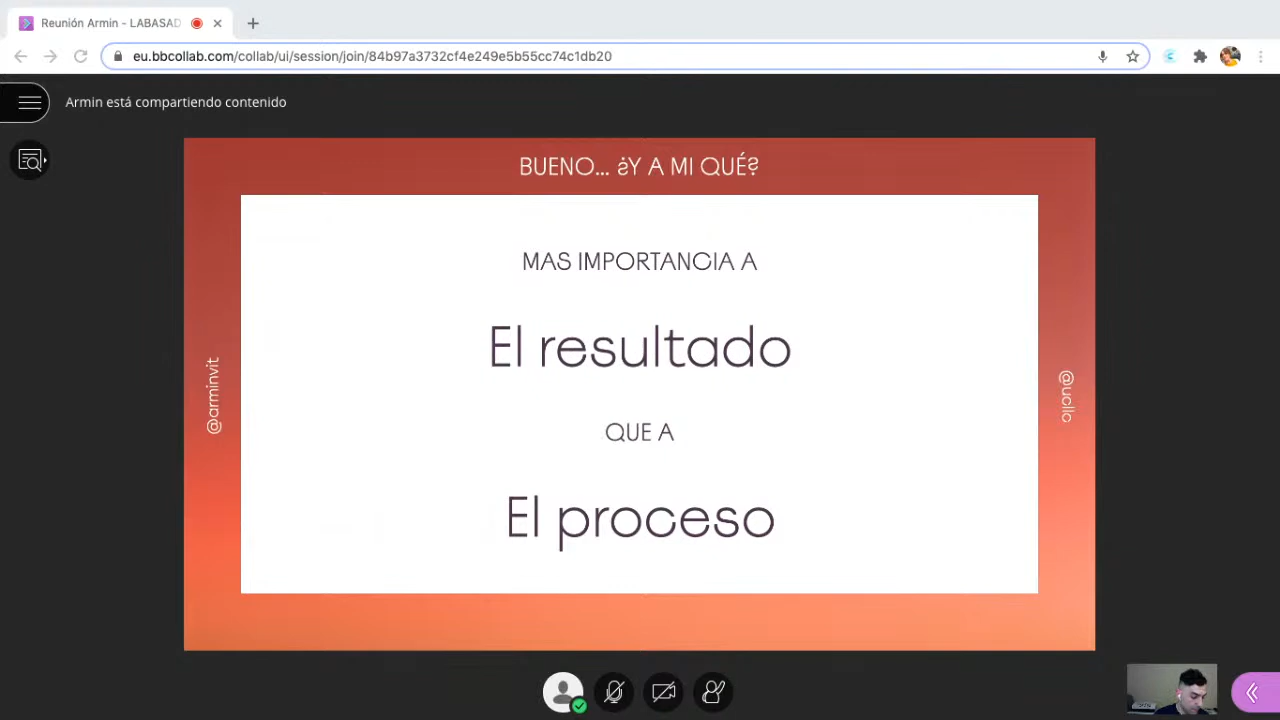 Reunión Armin - LABASAD
eu.bbcollab.com/collab/ui/session/join/84b97a3732cf4e249e5b55cc74c1db20
Armin está compartiendo contenido
BUENO... ¿Y A MI QUÉ?
MAS IMPORTANCIA A
El resultado
QUE A
El proceso
@arminvit
@ucllc